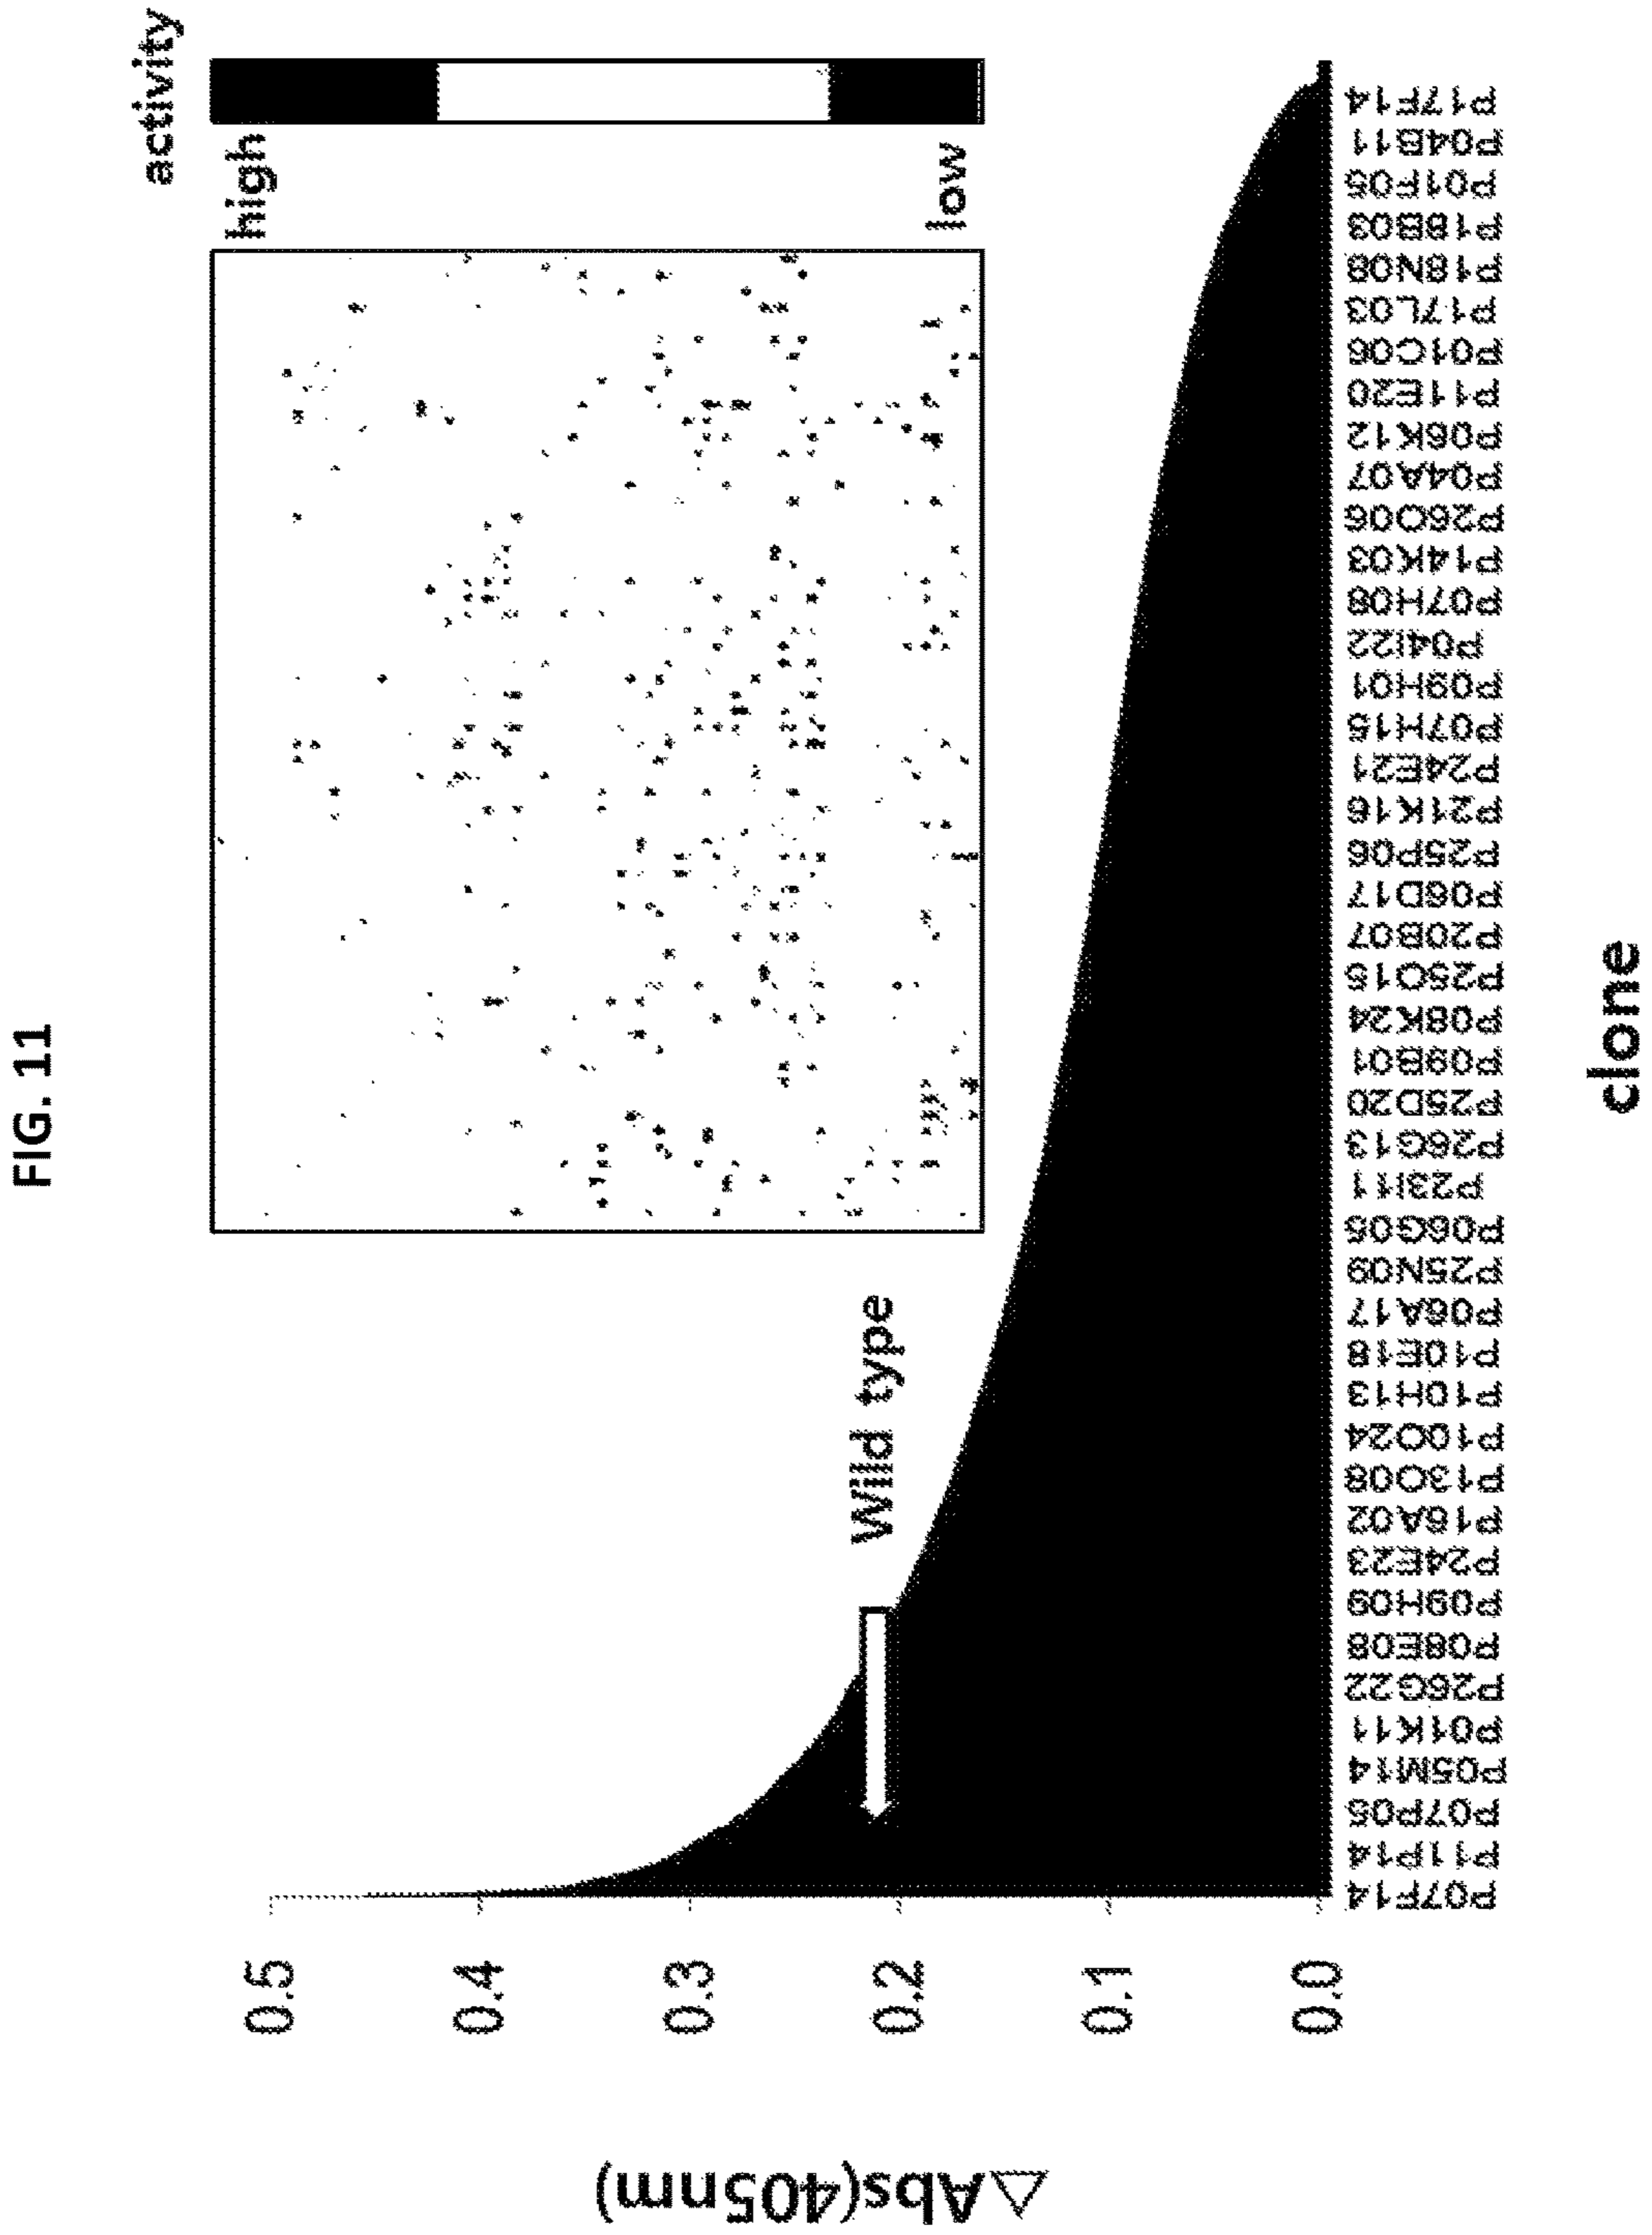 FIG. 11
activity
high
low
Wild type
△Abs(405nm)
0.5
0.4
0.3
0.2
0.1
0.0
P07F14
P11P14
P07P05
P05M14
P01K11
P26G22
P08E08
P09H09
P24E23
P16A02
P13O08
P10O24
P10H13
P10E18
P06A17
P25N09
P06G05
P23I11
P26G13
P25D20
P09B01
P08K24
P25O15
P20B07
P06D17
P25P06
P21K16
P24E21
P07H15
P09H01
P04I22
P07H08
P14K03
P26O06
P04A07
P06K12
P11E20
P01C06
P17L03
P18N08
P18B03
P01F05
P04B11
P17F14
clone